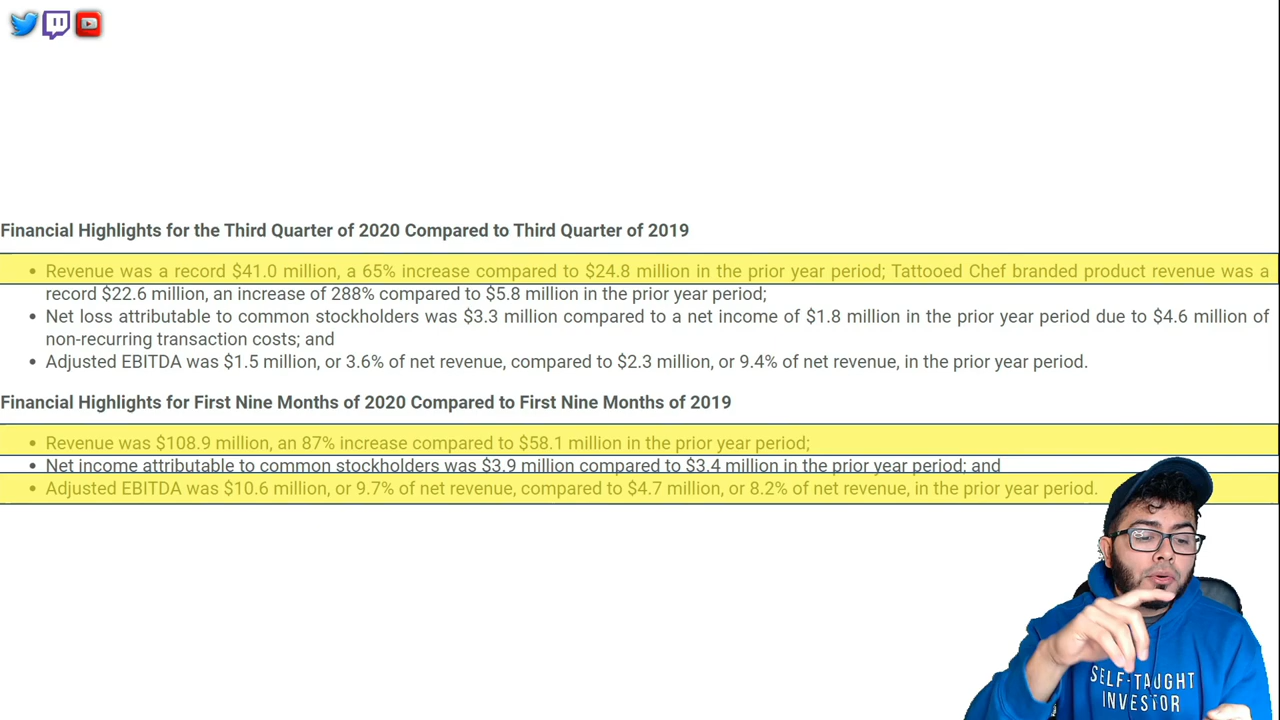 Financial Highlights for the Third Quarter of 2020 Compared to Third Quarter of 2019
• Revenue was a record $41.0 million, a 65% increase compared to $24.8 million in the prior year period; Tattooed Chef branded product revenue was a
record $22.6 million, an increase of 288% compared to $5.8 million in the prior year period;
• Net loss attributable to common stockholders was $3.3 million compared to a net income of $1.8 million in the prior year period due to $4.6 million of
non-recurring transaction costs; and
• Adjusted EBITDA was $1.5 million, or 3.6% of net revenue, compared to $2.3 million, or 9.4% of net revenue, in the prior year period.
Financial Highlights for First Nine Months of 2020 Compared to First Nine Months of 2019
• Revenue was $108.9 million, an 87% increase compared to $58.1 million in the prior year period;
• Net income attributable to common stockholders was $3.9 million compared to $3.4 million in the prior year period; and
• Adjusted EBITDA was $10.6 million, or 9.7% of net revenue, compared to $4.7 million, or 8.2% of net revenue, in the prior year period.
SELF-TAUGHT
INVESTOR